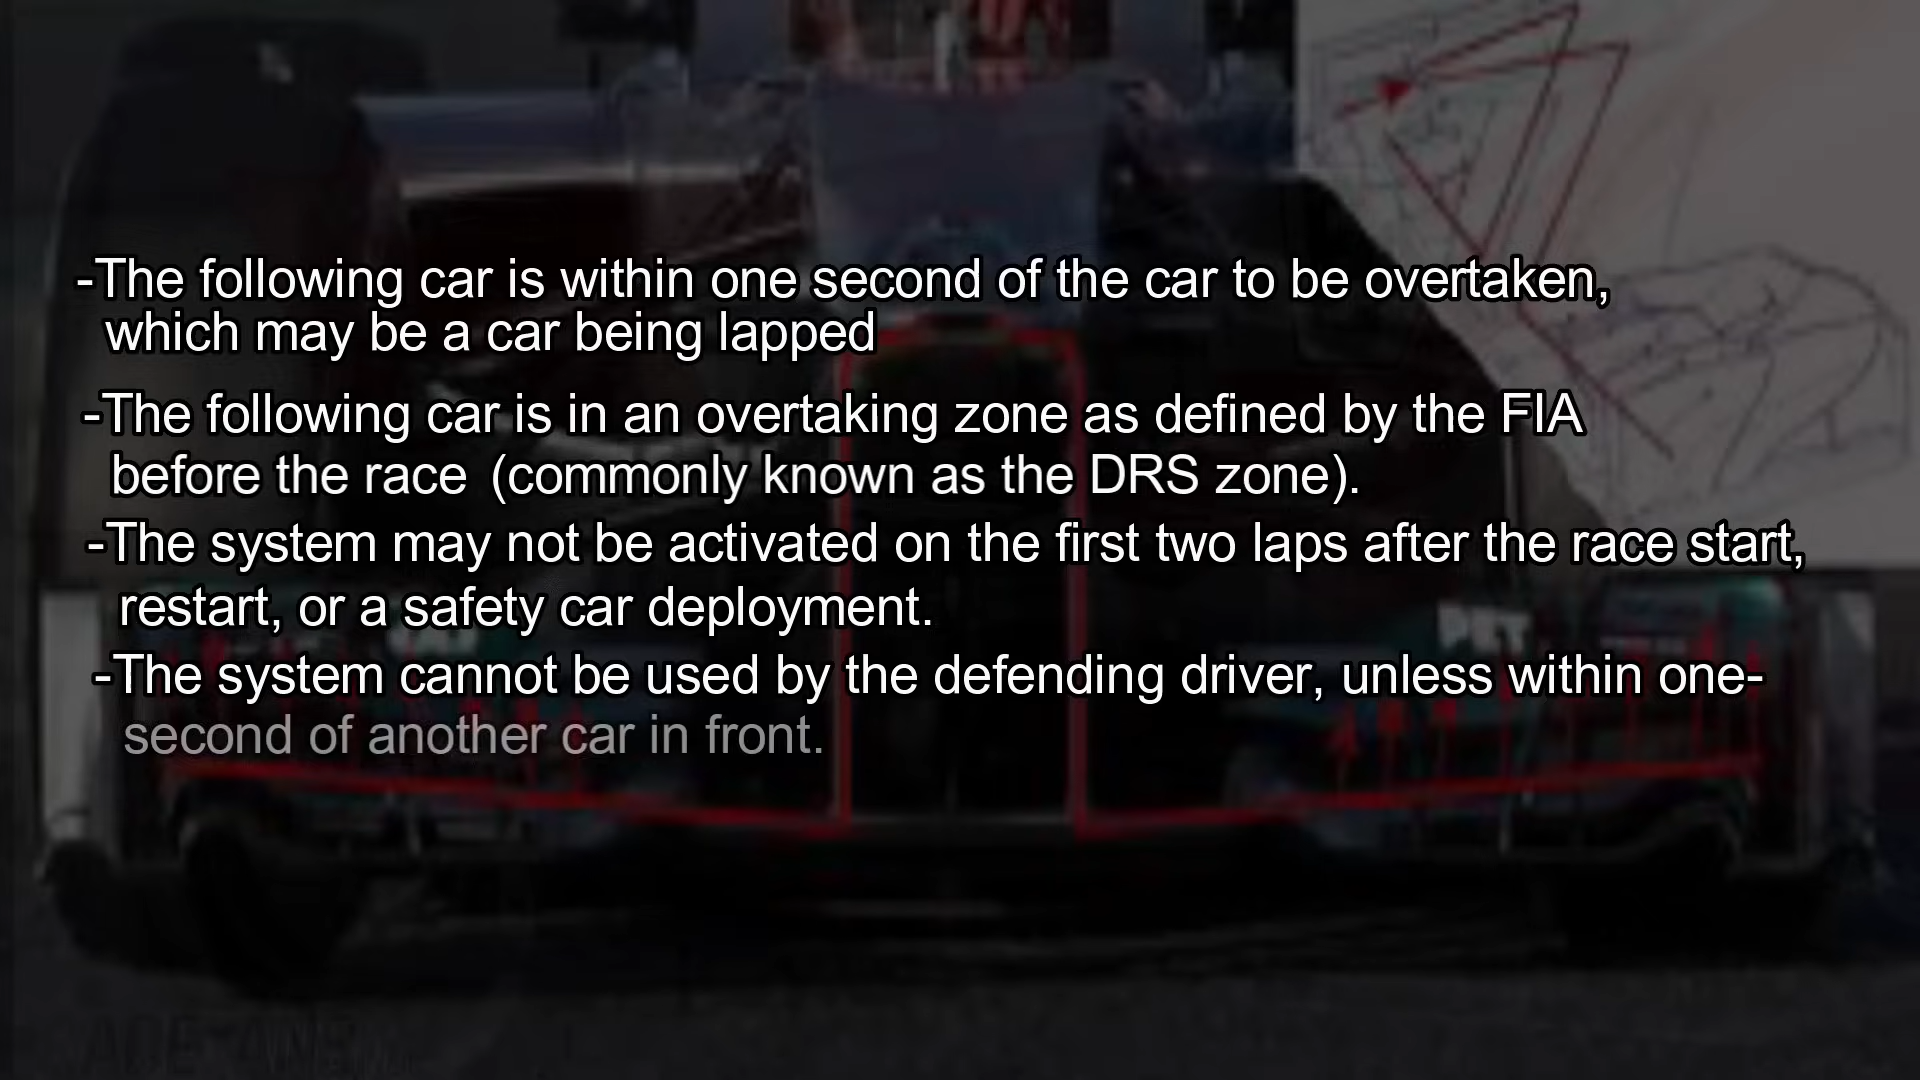 -The following car is within one second of the car to be overtaken,
which may be a car being lapped
-The following car is in an overtaking zone as defined by the FIA
before the race (commonly known as the DRS zone).
-The system may not be activated on the first two laps after the race start,
restart, or a safety car deployment.
PET
-The system cannot be used by the defending driver, unless within one-
second of another car in front.